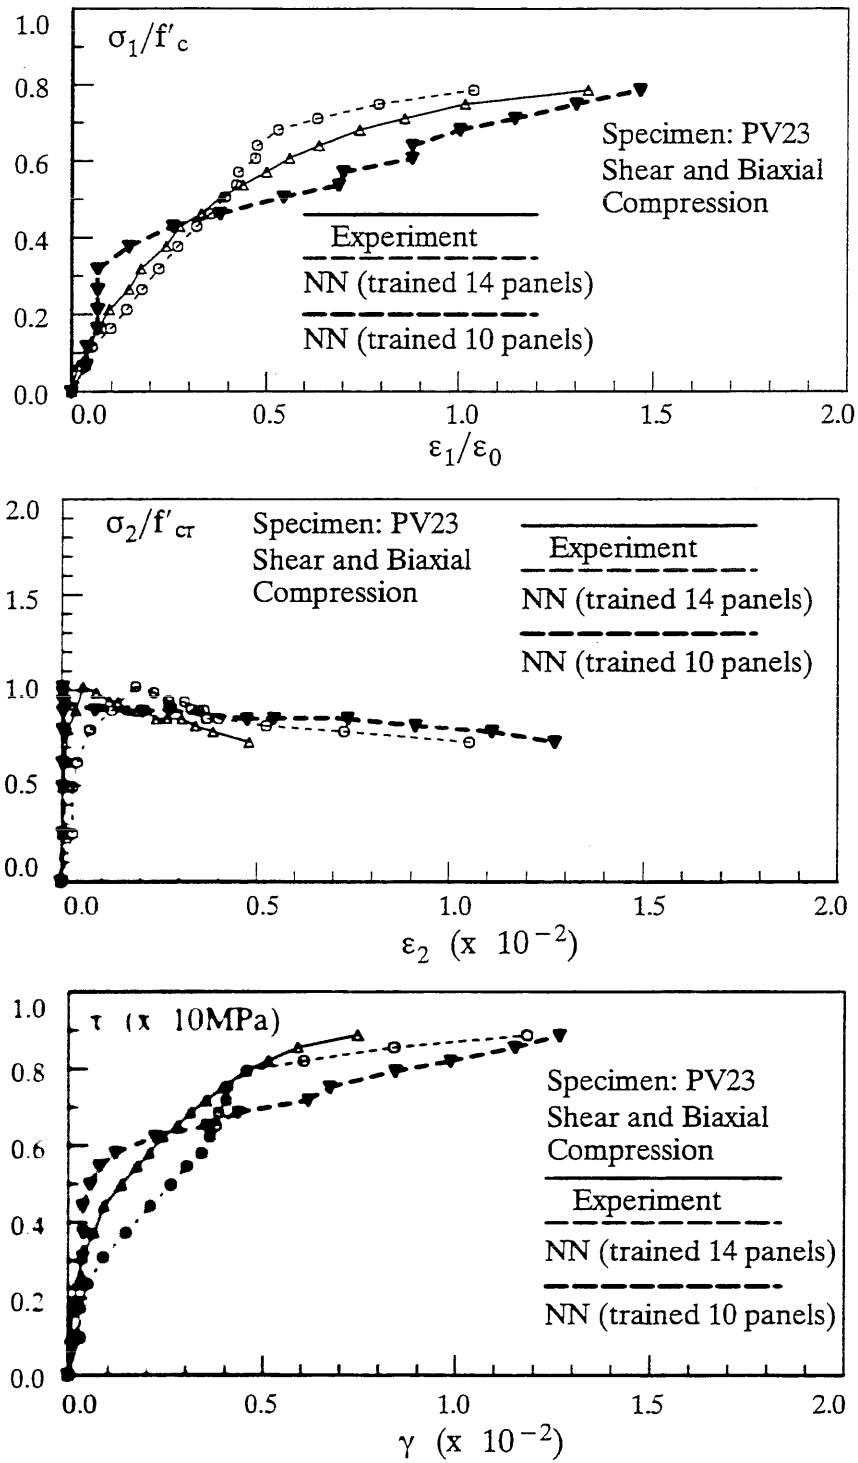 1.0
σ1/f'c
0.8
0.6
0.4
0.2
0.0
Specimen: PV23
Shear and Biaxial
Compression
Experiment
NN (trained 14 panels)
NN (trained 10 panels)
0.0 0.5 1.0 1.5 2.0
ε1/ε0
2.0
σ2/f'cr
1.5
1.0
0.5
0.0
Specimen: PV23
Shear and Biaxial
Compression
Experiment
NN (trained 14 panels)
NN (trained 10 panels)
0.0 0.5 1.0 1.5 2.0
ε2 (x 10-2)
1.0
τ (x 10MPa)
0.8
0.6
0.4
0.2
0.0
Specimen: PV23
Shear and Biaxial
Compression
Experiment
NN (trained 14 panels)
NN (trained 10 panels)
0.0 0.5 1.0 1.5 2.0
γ (x 10-2)